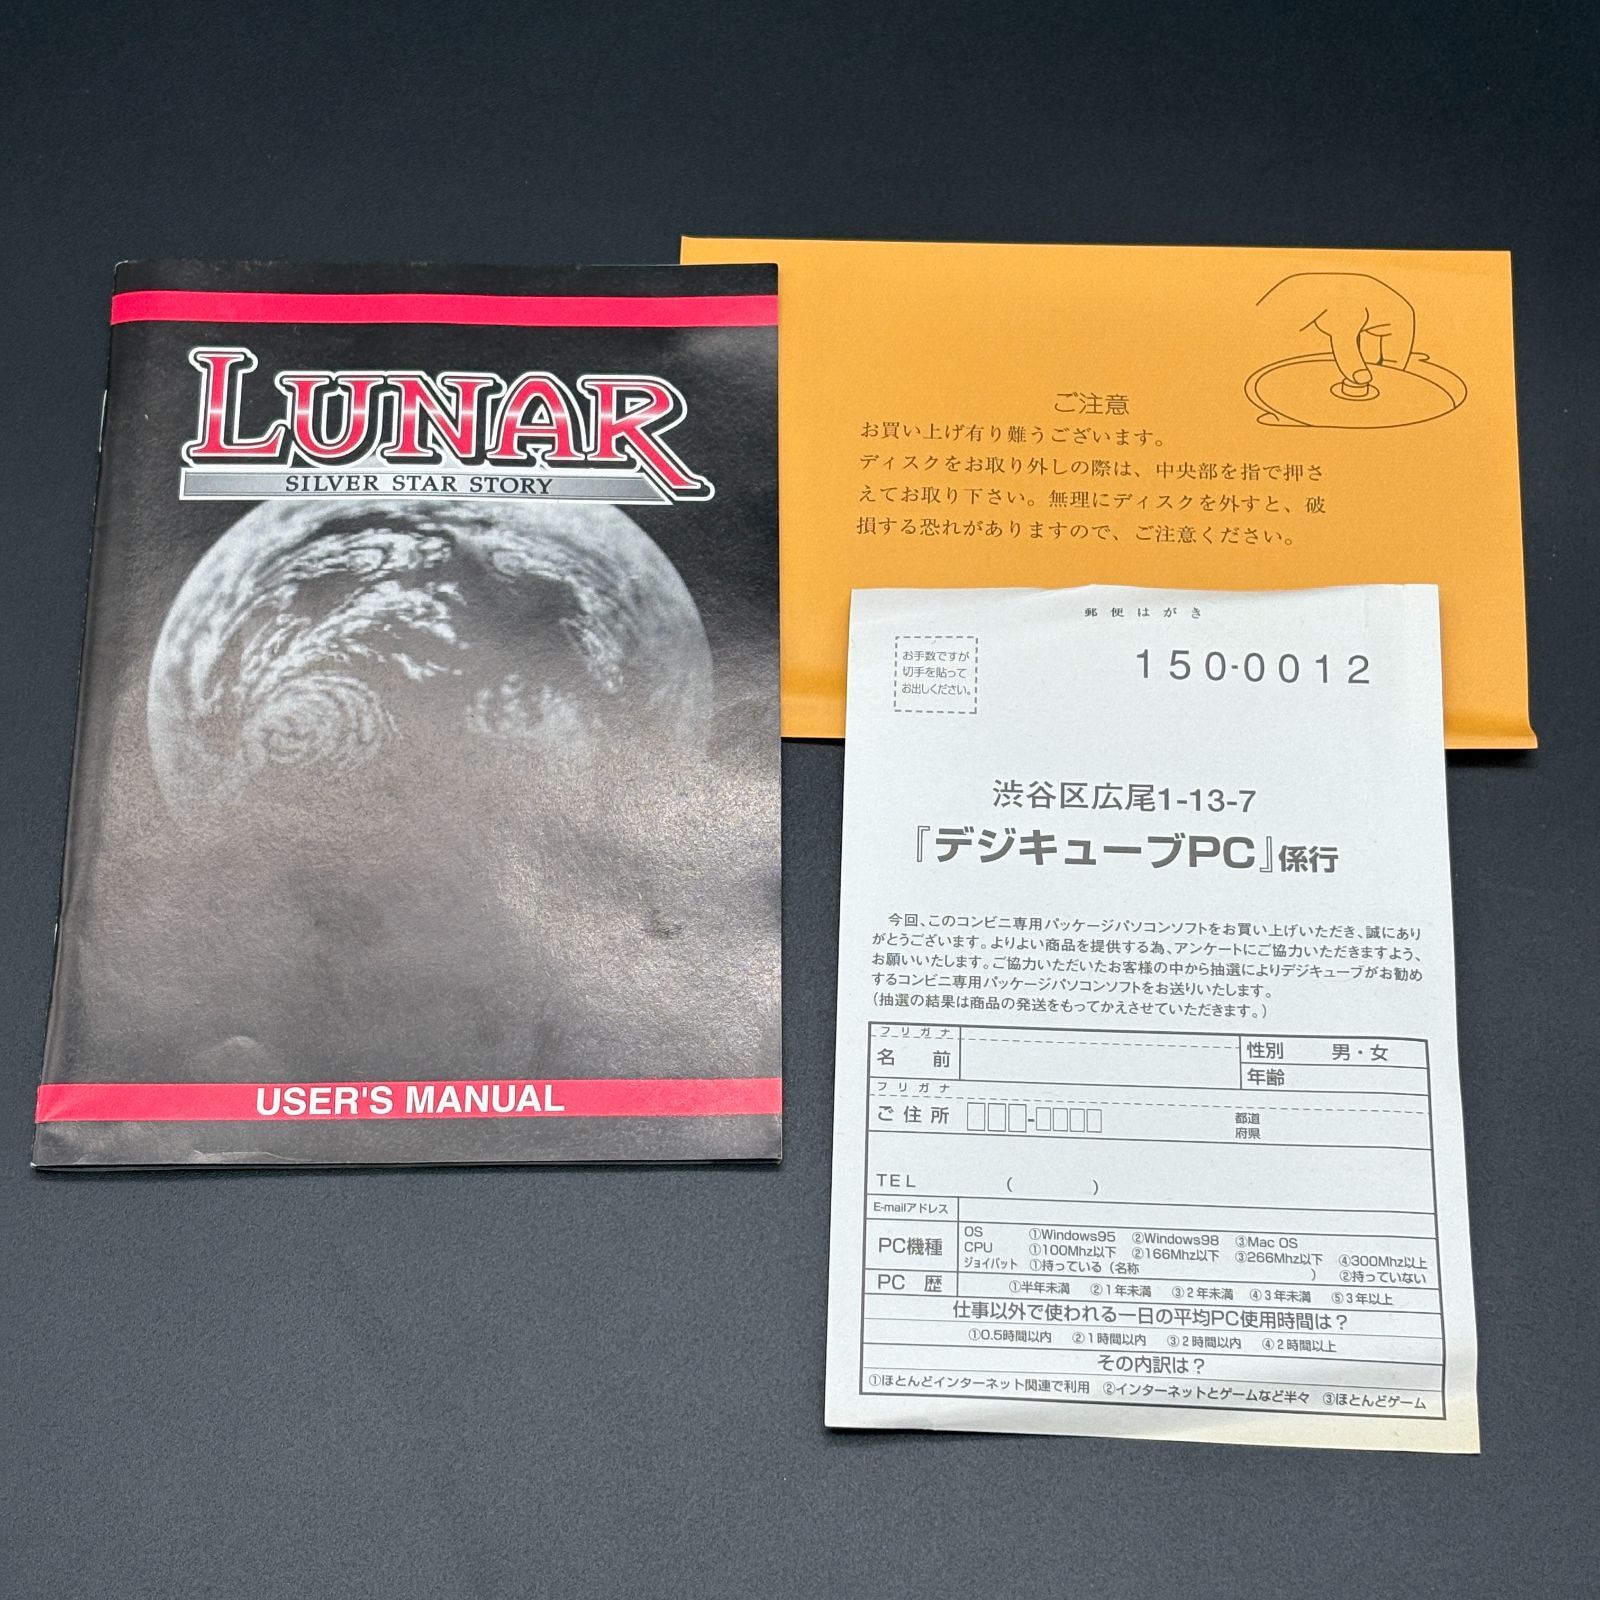 LUNAR
SILVER STAR STORY
USER'S MANUAL
ご注意
お買い上げ有り難うございます。
ディスクをお取り外しの際は、中央部を指で押さ
えてお取り下さい。無理にディスクを外すと、破
損する恐れがありますので、ご注意ください。
郵便はがき
お手数ですが
切手を貼って
お出しください。
150-0012
渋谷区広尾1-13-7
『デジキューブPC』係行
今回、このコンビニ専用パッケージパソコンソフトをお買い上げいただき、誠にあり
がとうございます。よりよい商品を提供する為、アンケートにご協力いただきますよう、
お願いいたします。ご協力いただいたお客様の中から抽選によりデジキューブがお勧め
するコンビニ専用パッケージパソコンソフトをお送りいたします。
(抽選の結果は商品の発送をもってかえさせていただきます。)
フリガナ
名前
性別 男・女
年齢
フリガナ
ご住所 □□□-□□□□
都道
府県
TEL ( )
E-mailアドレス
PC機種
OS ①Windows95 ②Windows98 ③Mac OS
CPU ①100Mhz以下 ②166Mhz以下 ③266Mhz以下 ④300Mhz以上
ジョイパット ①持っている (名称 ) ②持っていない
PC歴 ①半年未満 ②1年未満 ③2年未満 ④3年未満 ⑤3年以上
仕事以外で使われる一日の平均PC使用時間は?
①0.5時間以内 ②1時間以内 ③2時間以内 ④2時間以上
その内訳は?
①ほとんどインターネット関連で利用 ②インターネットとゲームなど半々 ③ほとんどゲーム